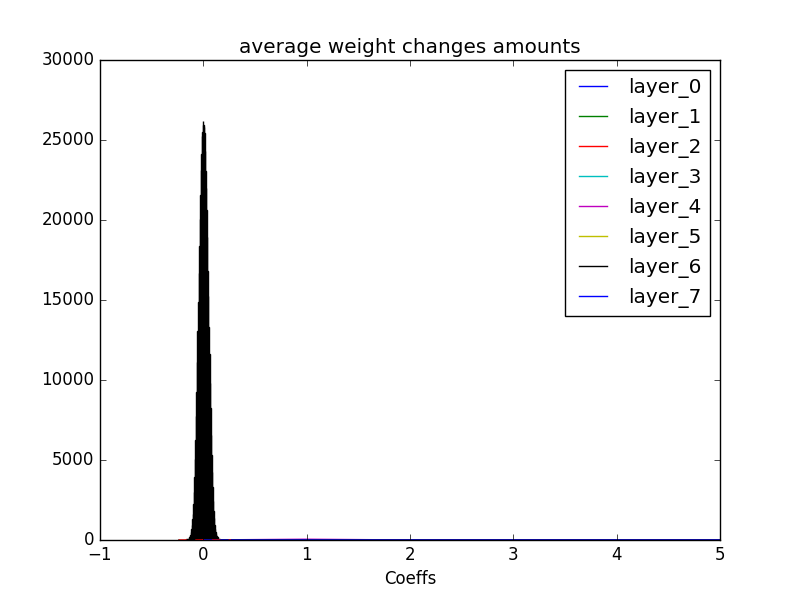 average weight changes amounts
30000
25000
20000
15000
10000
5000
0
−1 0 1 2 3 4 5
Coeffs
layer_0
layer_1
layer_2
layer_3
layer_4
layer_5
layer_6
layer_7